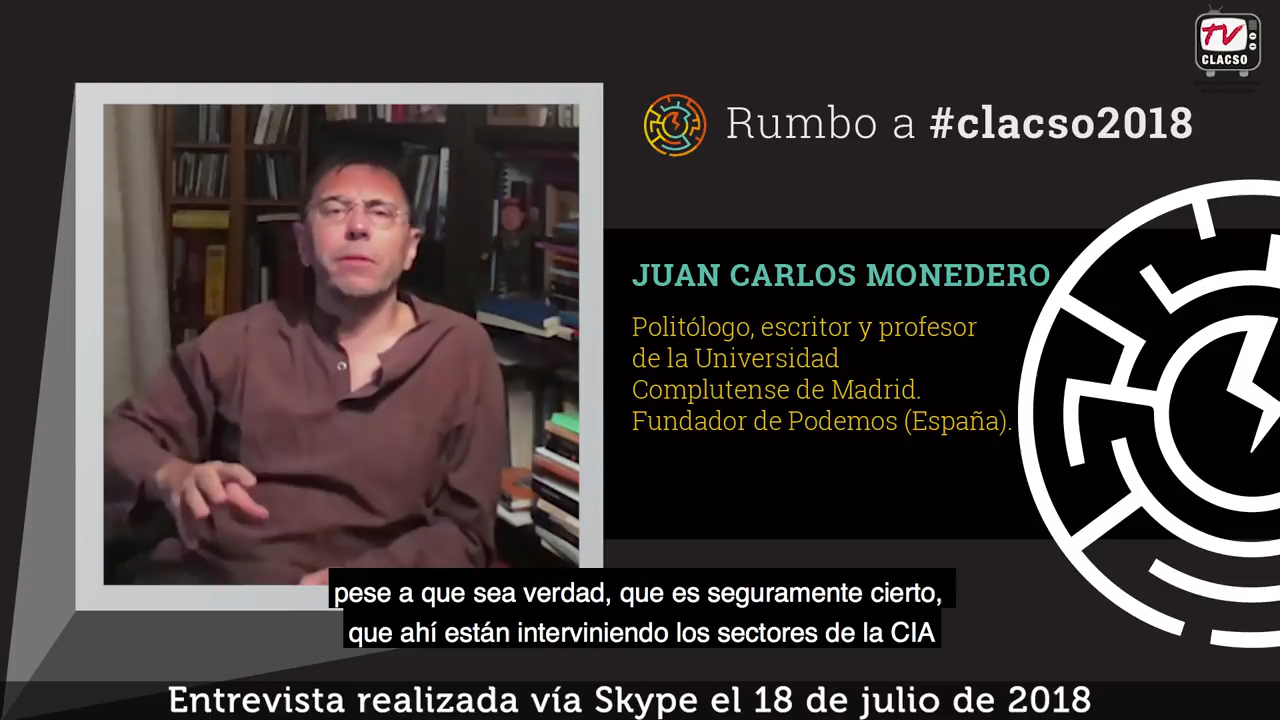 TV
CLACSO
Rumbo a #clacso2018
JUAN CARLOS MONEDERO
Politólogo, escritor y profesor
de la Universidad
Complutense de Madrid.
Fundador de Podemos (España).
pese a que sea verdad, que es seguramente cierto,
que ahí están interviniendo los sectores de la CIA
Entrevista realizada vía Skype el 18 de julio de 2018